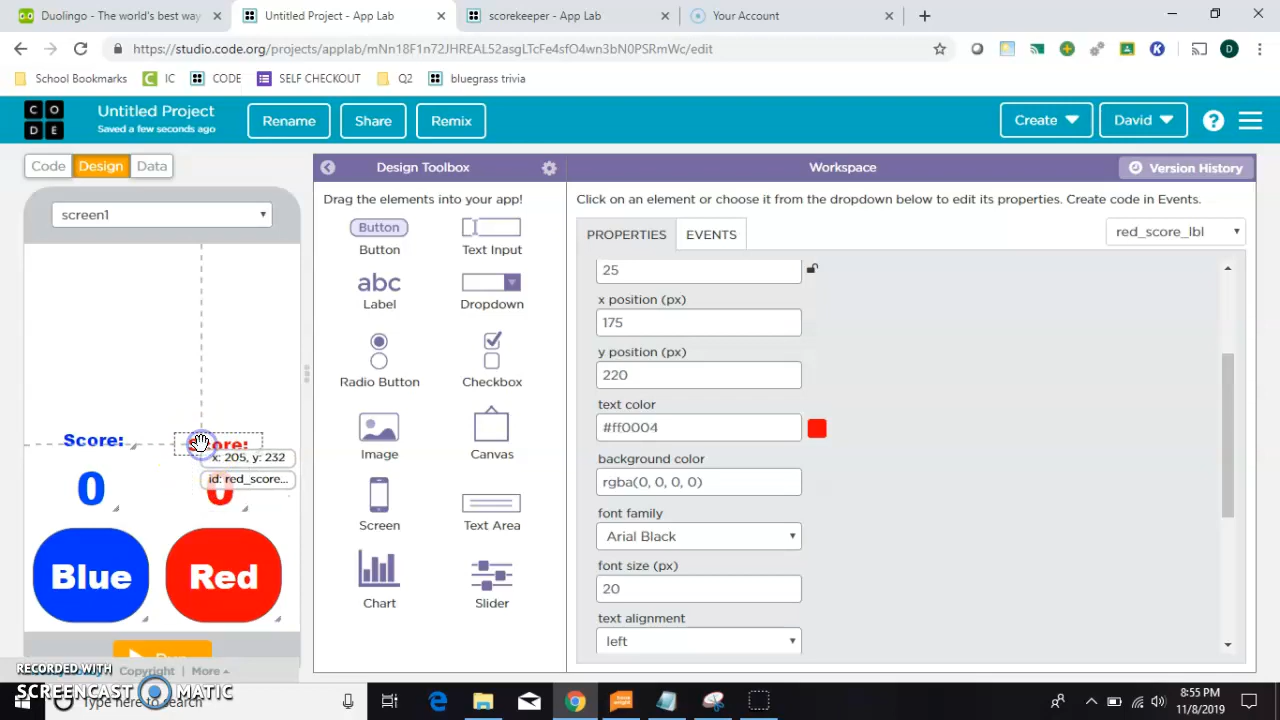 Duolingo - The world's best way
Untitled Project - App Lab
scorekeeper - App Lab
Your Account
https://studio.code.org/projects/applab/mNn18F1n72JHREAL52asgLTcFe4sfO4wn3bN0PSRmWc/edit
D
School Bookmarks
IC
CODE
SELF CHECKOUT
Q2
bluegrass trivia
C O
D E
Untitled Project
Saved a few seconds ago
Rename
Share
Remix
Create
David
?
Code
Design
Data
Design Toolbox
Workspace
Version History
screen1
Drag the elements into your app!
Click on an element or choose it from the dropdown below to edit its properties. Create code in Events.
Button
Button
Text Input
abc
Label
Dropdown
Radio Button
Checkbox
Image
Canvas
Screen
Text Area
Chart
Slider
PROPERTIES
EVENTS
red_score_lbl
25
x position (px)
175
y position (px)
220
text color
#ff0004
background color
rgba(0, 0, 0, 0)
font family
Arial Black
font size (px)
20
text alignment
left
Score:
x: 205, y: 232
id: red_score...
0
0
Blue
Red
Copyright
More
RECORDED WITH
SCREENCAST MATIC
Type here to search
8:55 PM
11/8/2019